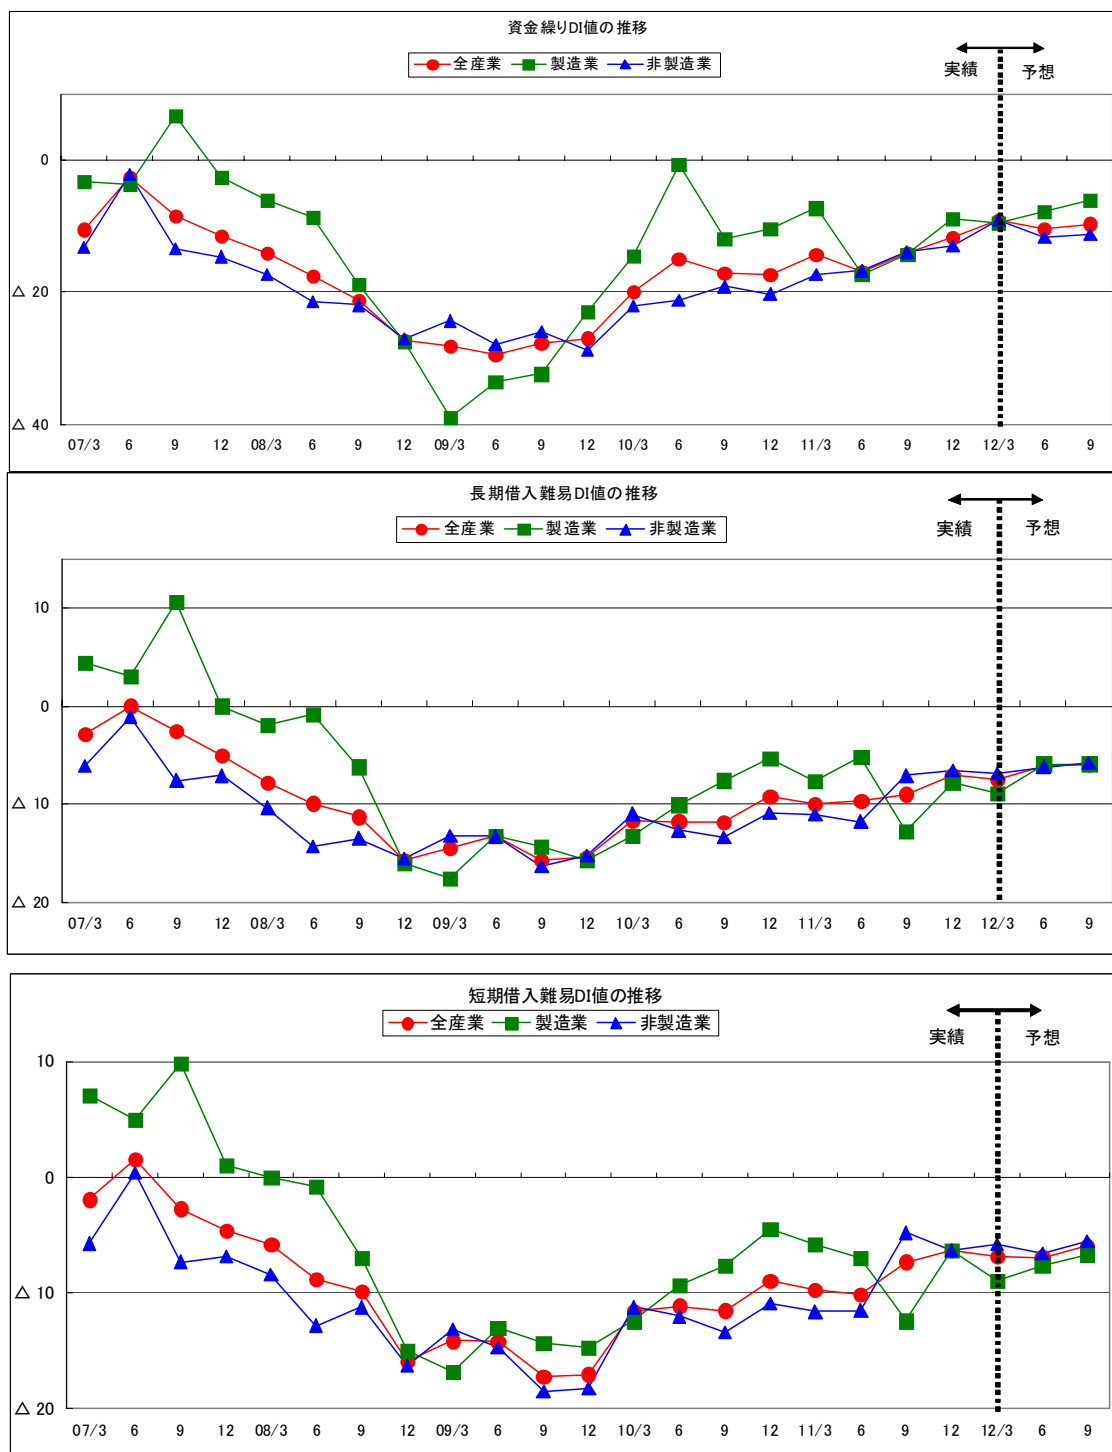 資金繰りDI値の推移
全産業 製造業 非製造業
実績 予想
0
△ 20
△ 40
07/3 6 9 12 08/3 6 9 12 09/3 6 9 12 10/3 6 9 12 11/3 6 9 12 12/3 6 9
長期借入難易DI値の推移
全産業 製造業 非製造業
実績 予想
10
0
△ 10
△ 20
07/3 6 9 12 08/3 6 9 12 09/3 6 9 12 10/3 6 9 12 11/3 6 9 12 12/3 6 9
短期借入難易DI値の推移
全産業 製造業 非製造業
実績 予想
10
0
△ 10
△ 20
07/3 6 9 12 08/3 6 9 12 09/3 6 9 12 10/3 6 9 12 11/3 6 9 12 12/3 6 9